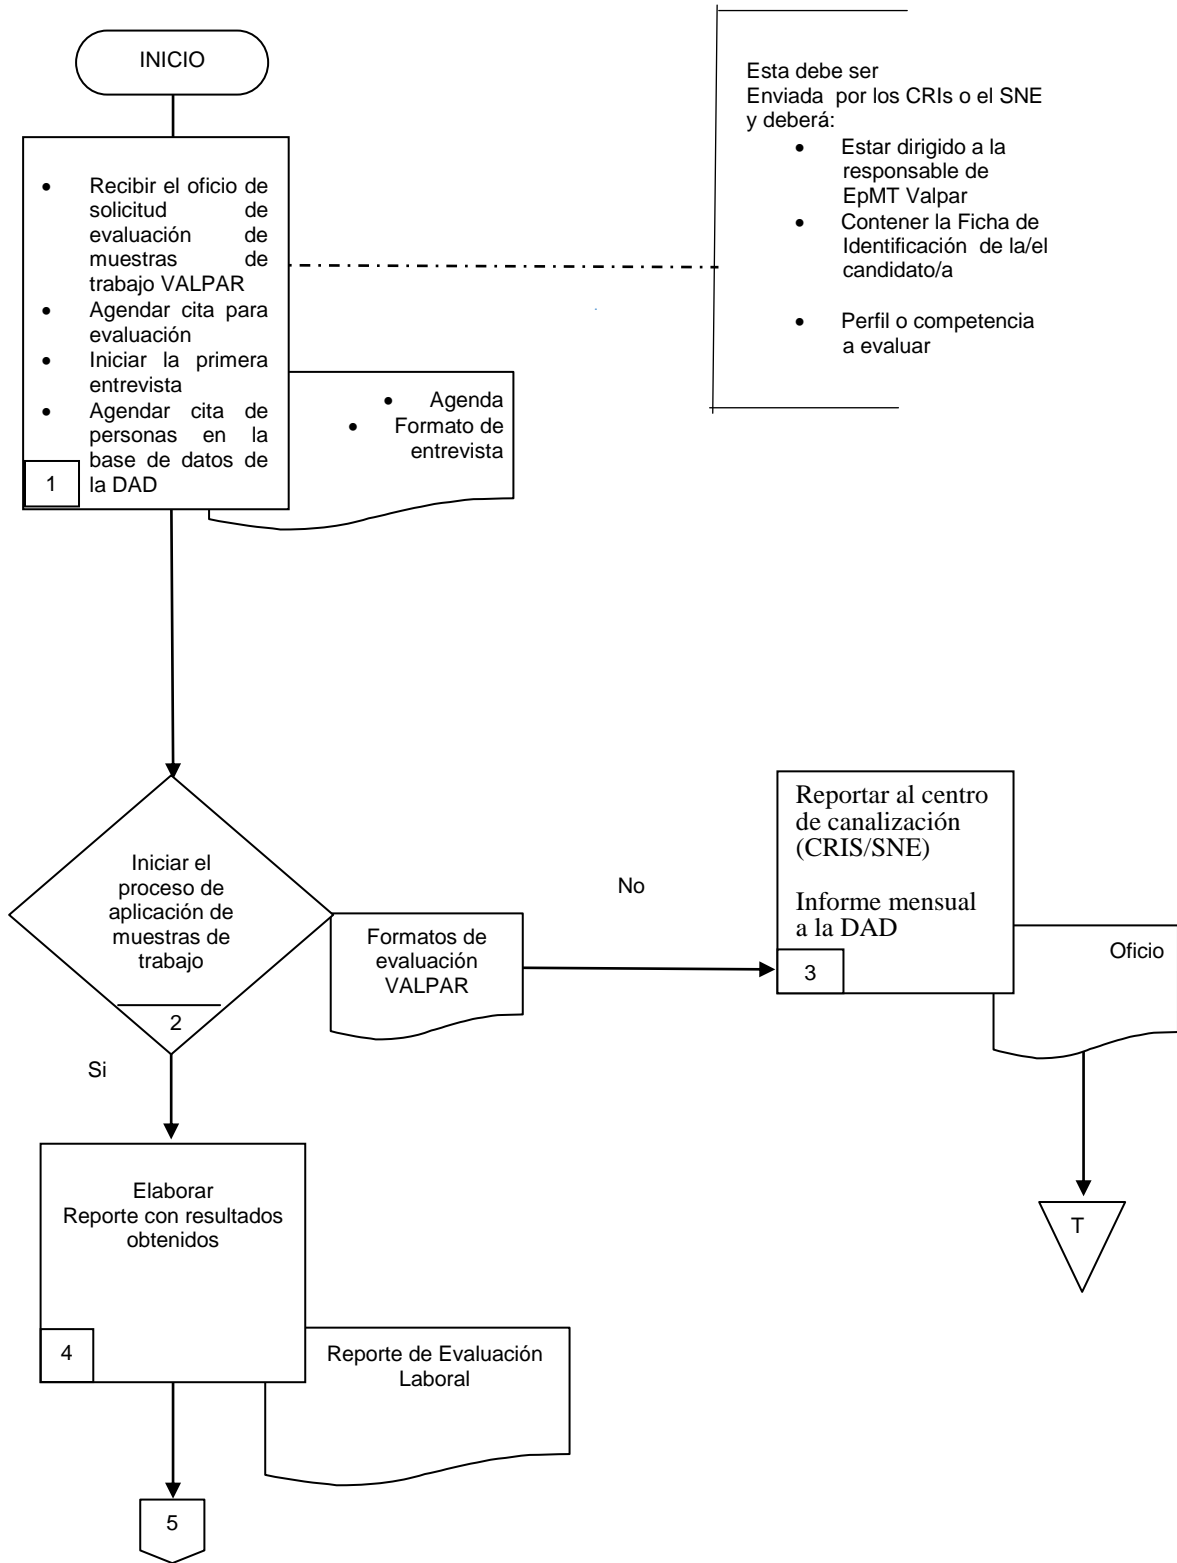 INICIO
Esta debe ser
Enviada  por los CRIs o el SNE
y deberá:
• Estar dirigido a la
responsable de
EpMT Valpar
• Contener la Ficha de
Identificación  de la/el
candidato/a
• Perfil o competencia
a evaluar
• Recibir el oficio de
solicitud de
evaluación de
muestras de
trabajo VALPAR
• Agendar cita para
evaluación
• Iniciar la primera
entrevista
• Agendar cita de
personas en la
base de datos de
la DAD
1
• Agenda
• Formato de
entrevista
Iniciar el
proceso de
aplicación de
muestras de
trabajo
2
Formatos de
evaluación
VALPAR
No
Reportar al centro
de canalización
(CRIS/SNE)
Informe mensual
a la DAD
3
Oficio
T
Si
Elaborar
Reporte con resultados
obtenidos
4
Reporte de Evaluación
Laboral
5